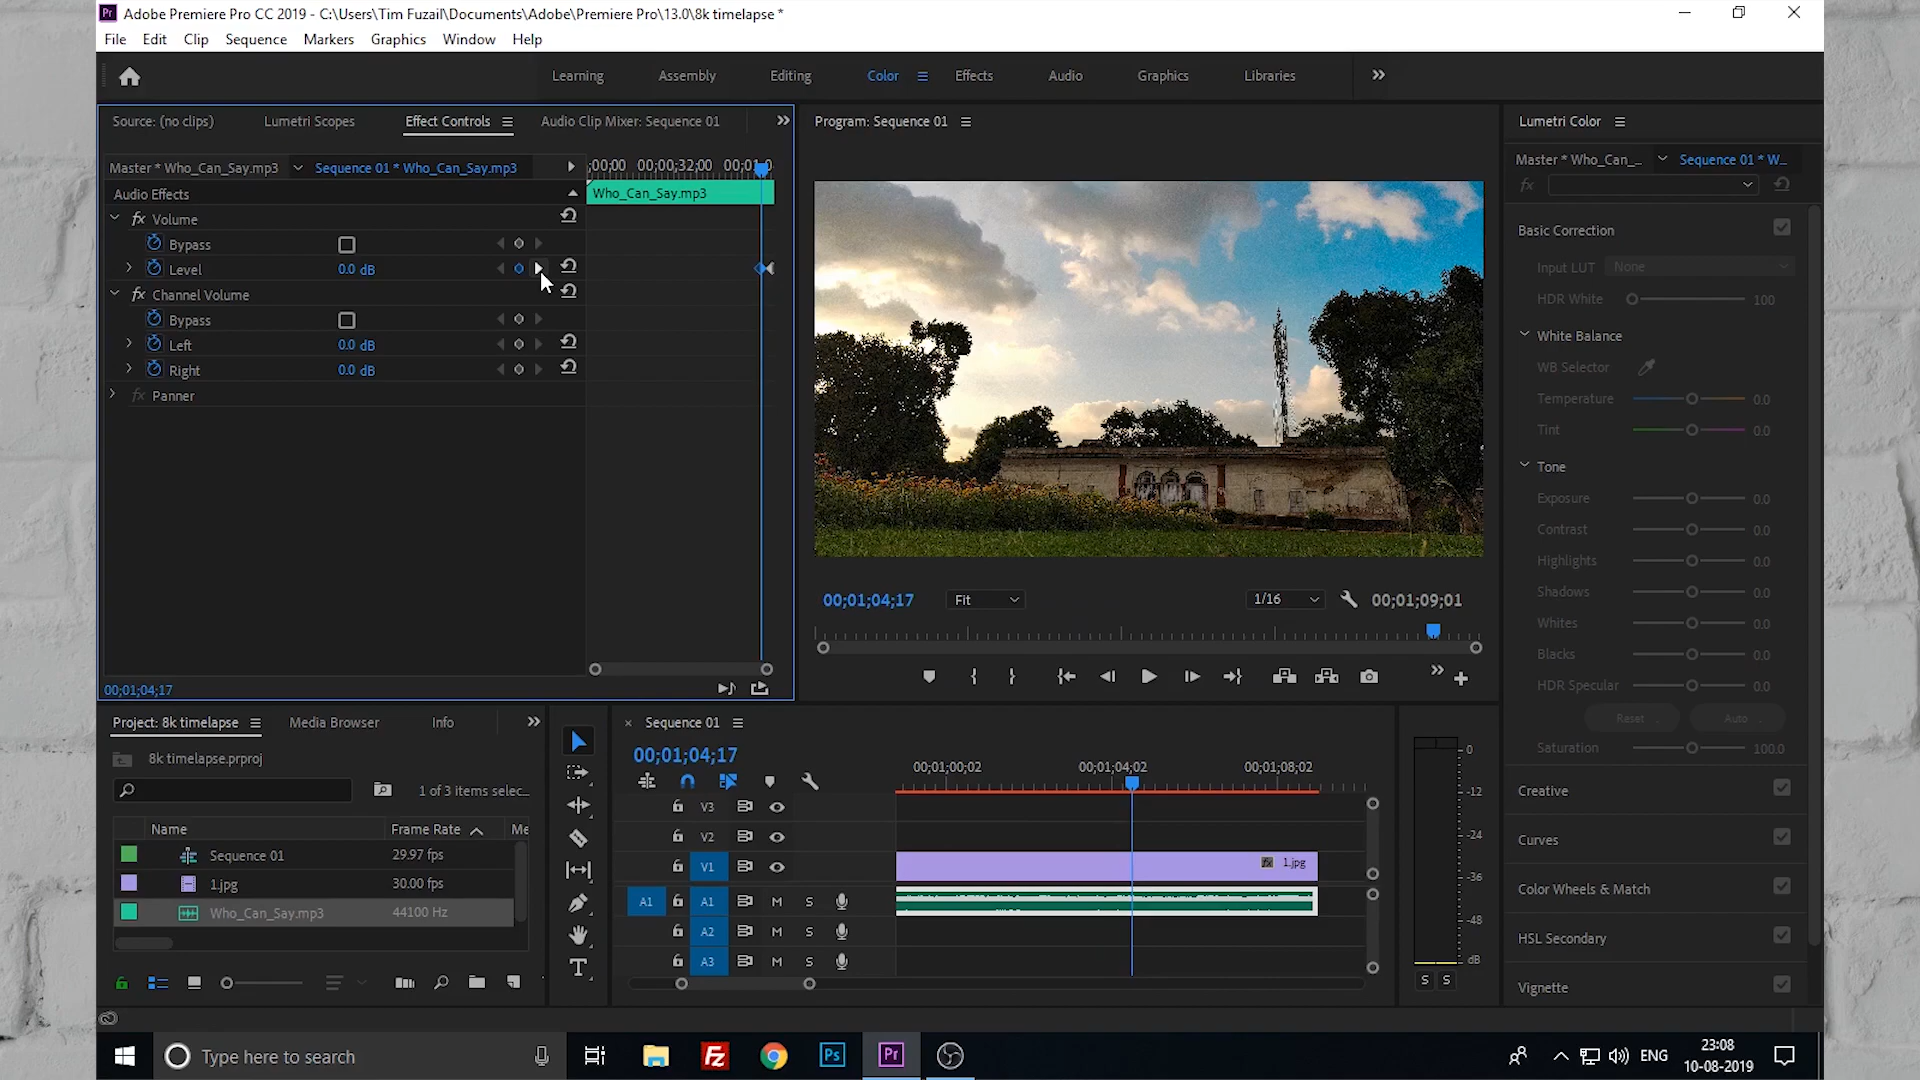 Adobe Premiere Pro CC 2019 - C:\Users\Tim Fuzail\Documents\Adobe\Premiere Pro\13.0\8k timelapse *
File Edit Clip Sequence Markers Graphics Window Help
Learning Assembly Editing Color Effects Audio Graphics Libraries
Source: (no clips) Lumetri Scopes Effect Controls Audio Clip Mixer: Sequence 01
Master * Who_Can_Say.mp3 Sequence 01 * Who_Can_Say.mp3
;00;00 00;00;32;00 00;01;0
Audio Effects
Who_Can_Say.mp3
fx Volume
Bypass
Level 0.0 dB
fx Channel Volume
Bypass
Left 0.0 dB
Right 0.0 dB
fx Panner
00;01;04;17
Program: Sequence 01
00;01;04;17 Fit 1/16 00;01;09;01
Lumetri Color
Master * Who_Can_... Sequence 01 * W...
fx
Basic Correction
Input LUT None
HDR White 100
White Balance
WB Selector
Temperature 0.0
Tint 0.0
Tone
Exposure 0.0
Contrast 0.0
Highlights 0.0
Shadows 0.0
Whites 0.0
Blacks 0.0
HDR Specular 0.0
Reset Auto
Saturation 100.0
Creative
Curves
Color Wheels & Match
HSL Secondary
Vignette
Project: 8k timelapse Media Browser Info
8k timelapse.prproj
1 of 3 items selec...
Name Frame Rate Me
Sequence 01 29.97 fps
1.jpg 30.00 fps
Who_Can_Say.mp3 44100 Hz
Sequence 01
00;01;04;17
00;01;00;02 00;01;04;02 00;01;08;02
V3
V2
V1
fx 1.jpg
A1 A1 M S
A2 M S
A3 M S
0
-12
-24
-36
-48
dB
S S
Type here to search
Fz Ps Pr
ENG
23:08
10-08-2019